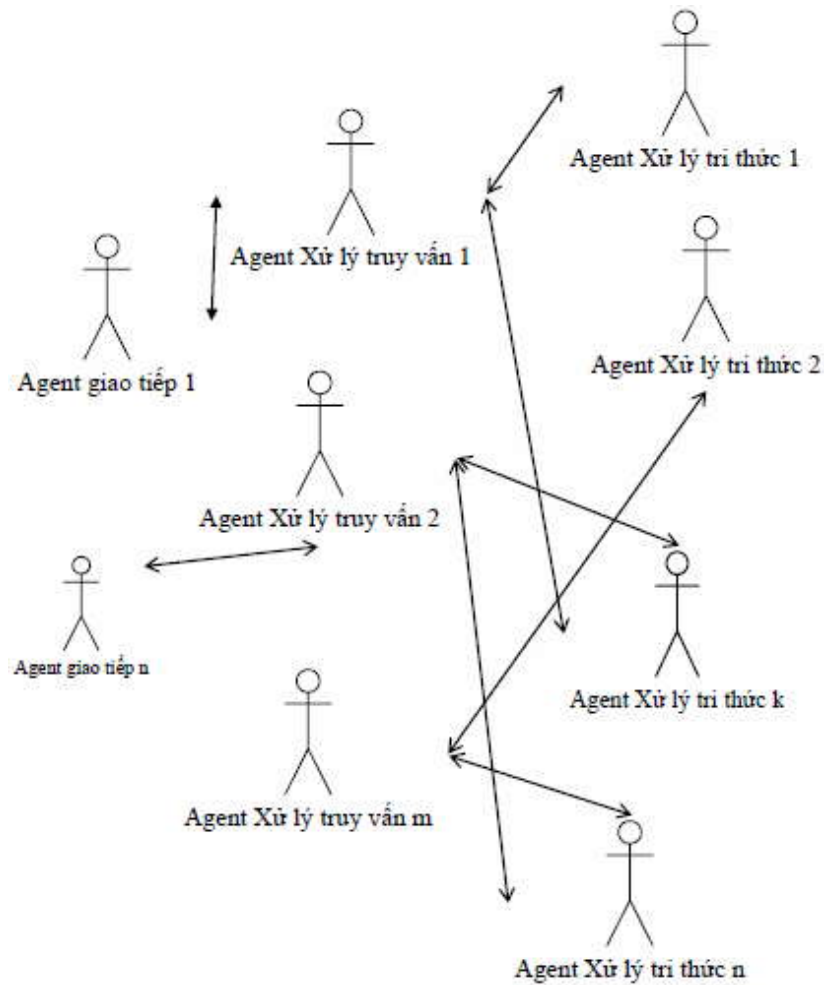 Agent Xử lý tri thức 1
Agent Xử lý truy vấn 1
Agent Xử lý tri thức 2
Agent giao tiếp 1
Agent Xử lý truy vấn 2
Agent giao tiếp n
Agent Xử lý tri thức k
Agent Xử lý truy vấn m
Agent Xử lý tri thức n